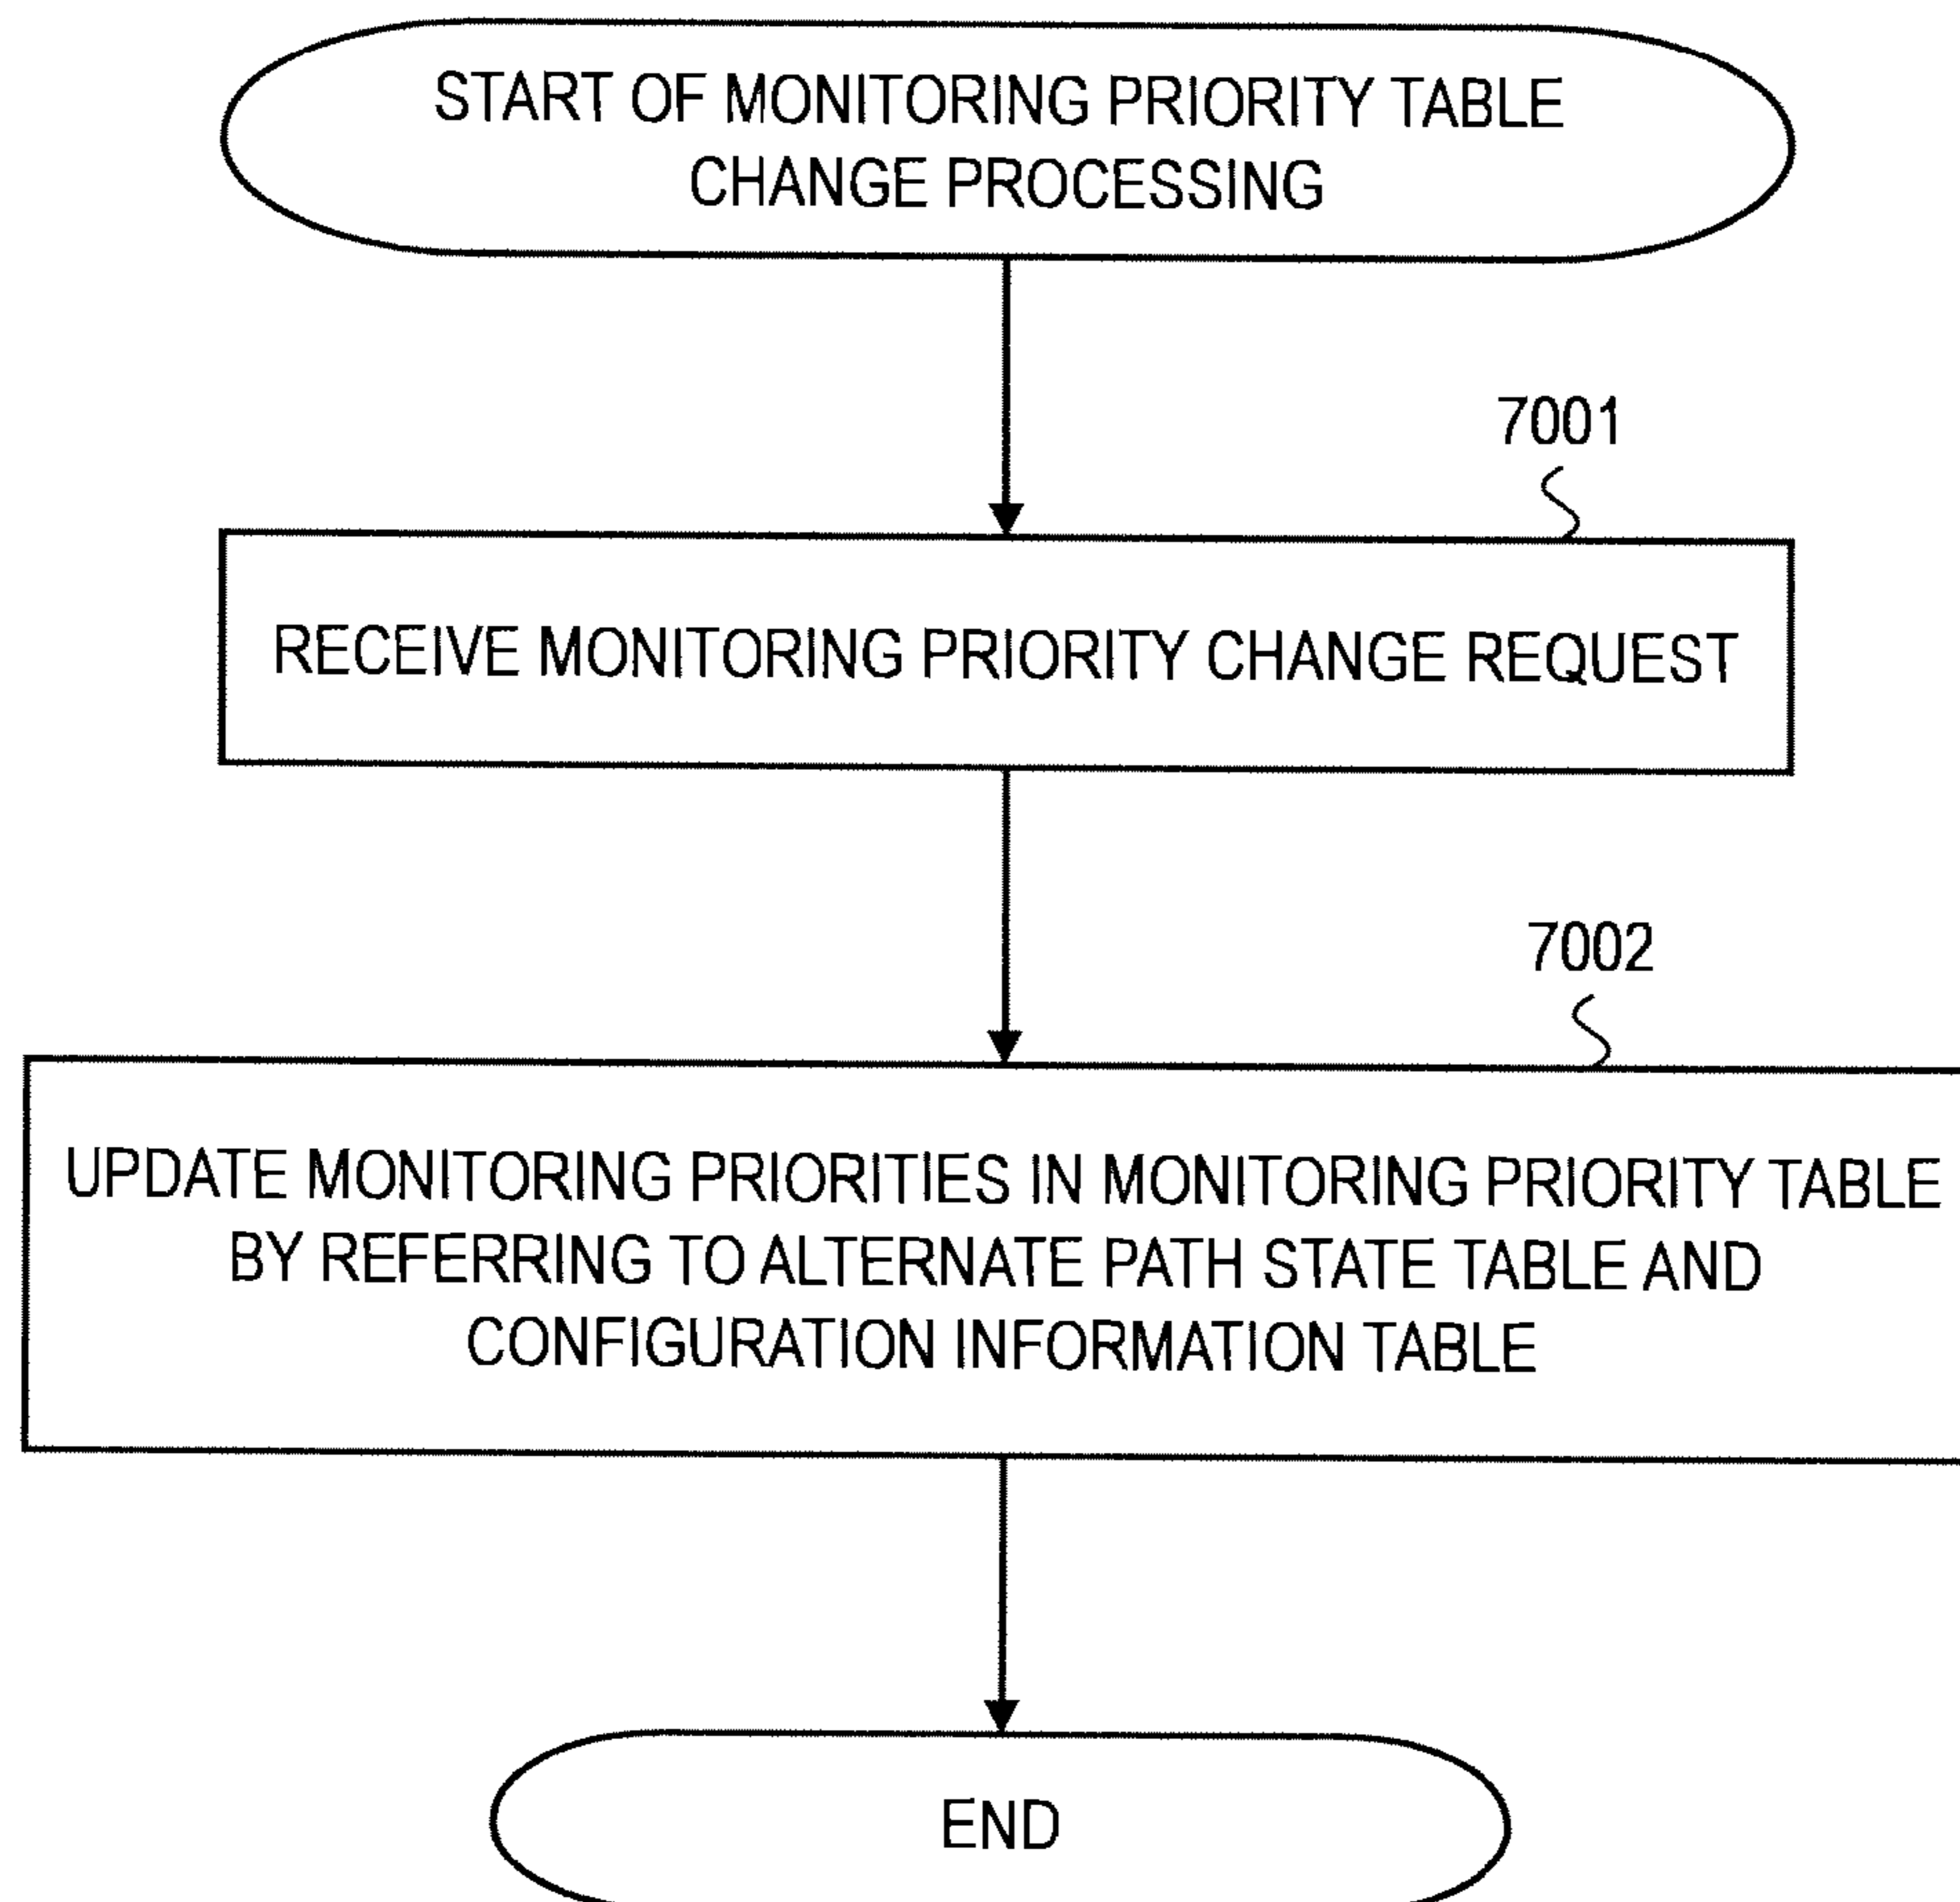 START OF MONITORING PRIORITY TABLE
CHANGE PROCESSING
7001
RECEIVE MONITORING PRIORITY CHANGE REQUEST
7002
UPDATE MONITORING PRIORITIES IN MONITORING PRIORITY TABLE
BY REFERRING TO ALTERNATE PATH STATE TABLE AND
CONFIGURATION INFORMATION TABLE
END